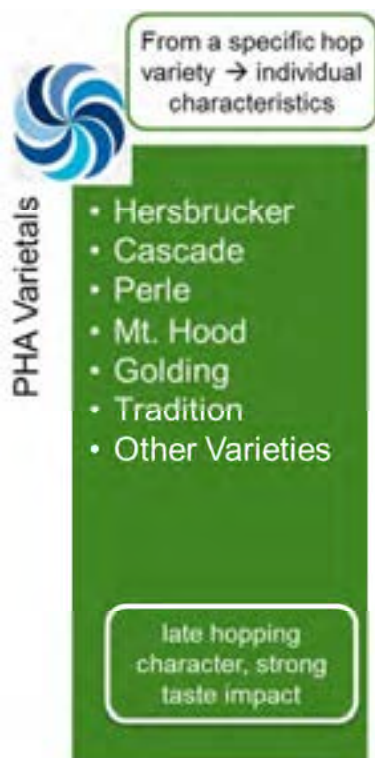 From a specific hop
variety → individual
characteristics
PHA Varietals
• Hersbrucker
• Cascade
• Perle
• Mt. Hood
• Golding
• Tradition
• Other Varieties
late hopping
character, strong
taste impact